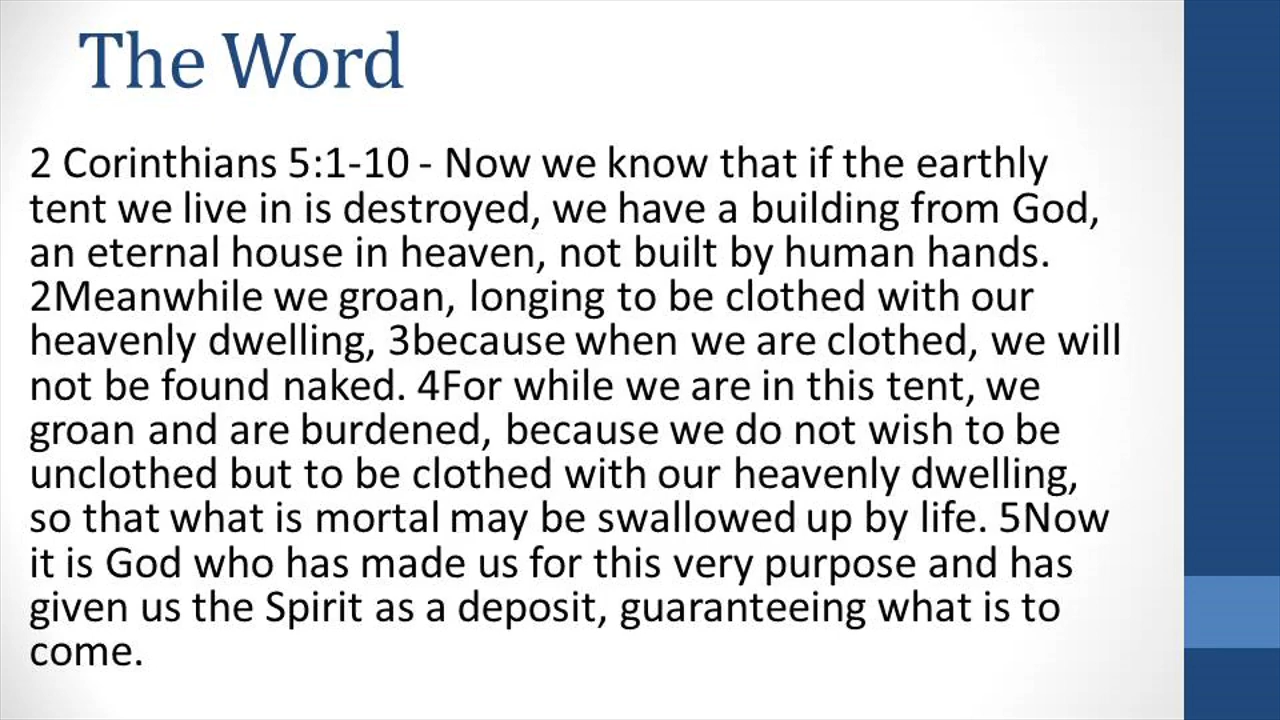 The Word
2 Corinthians 5:1-10 - Now we know that if the earthly
tent we live in is destroyed, we have a building from God,
an eternal house in heaven, not built by human hands.
2Meanwhile we groan, longing to be clothed with our
heavenly dwelling, 3because when we are clothed, we will
not be found naked. 4For while we are in this tent, we
groan and are burdened, because we do not wish to be
unclothed but to be clothed with our heavenly dwelling,
so that what is mortal may be swallowed up by life. 5Now
it is God who has made us for this very purpose and has
given us the Spirit as a deposit, guaranteeing what is to
come.